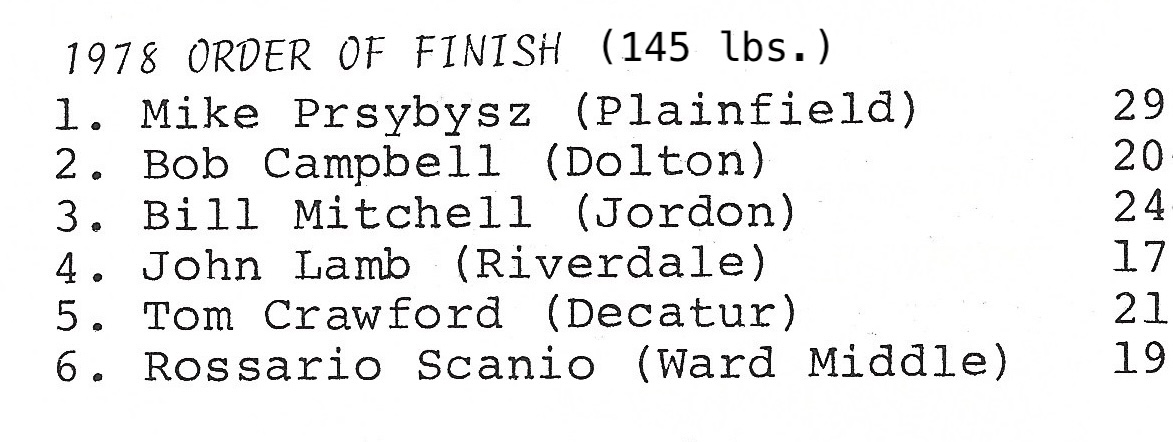 1978 ORDER OF FINISH (145 lbs.)
1. Mike Prsybysz (Plainfield) 29
2. Bob Campbell (Dolton) 20
3. Bill Mitchell (Jordon) 24
4. John Lamb (Riverdale) 17
5. Tom Crawford (Decatur) 21
6. Rossario Scanio (Ward Middle) 19